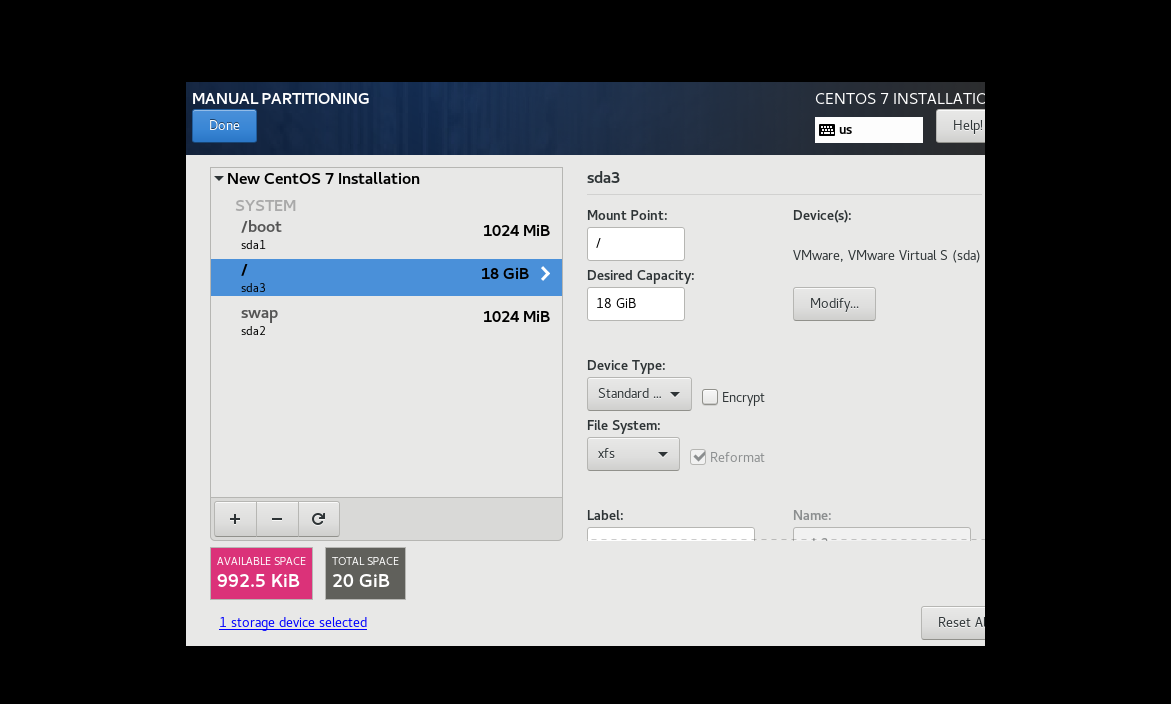 MANUAL PARTITIONING
CENTOS 7 INSTALLATIO
Done
us
Help!
New CentOS 7 Installation
SYSTEM
/boot
1024 MiB
sda1
/
18 GiB
sda3
swap
1024 MiB
sda2
sda3
Mount Point:
Device(s):
/
VMware, VMware Virtual S (sda)
Desired Capacity:
18 GiB
Modify...
Device Type:
Standard ...
Encrypt
File System:
xfs
Reformat
Label:
Name:
+
-
AVAILABLE SPACE
992.5 KiB
TOTAL SPACE
20 GiB
1 storage device selected
Reset Al